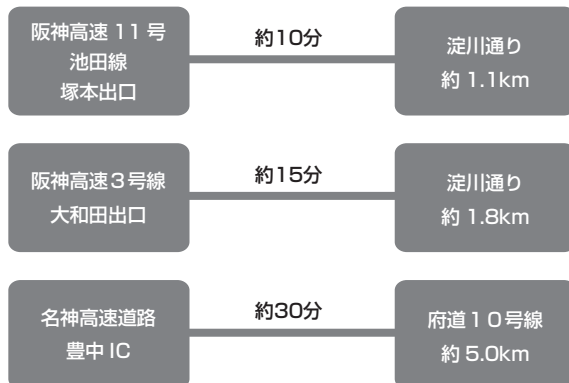 阪神高速 11 号
池田線
塚本出口
約10分
淀川通り
約 1.1km
阪神高速３号線
大和田出口
約15分
淀川通り
約 1.8km
名神高速道路
豊中 IC
約30分
府道１０号線
約 5.0km